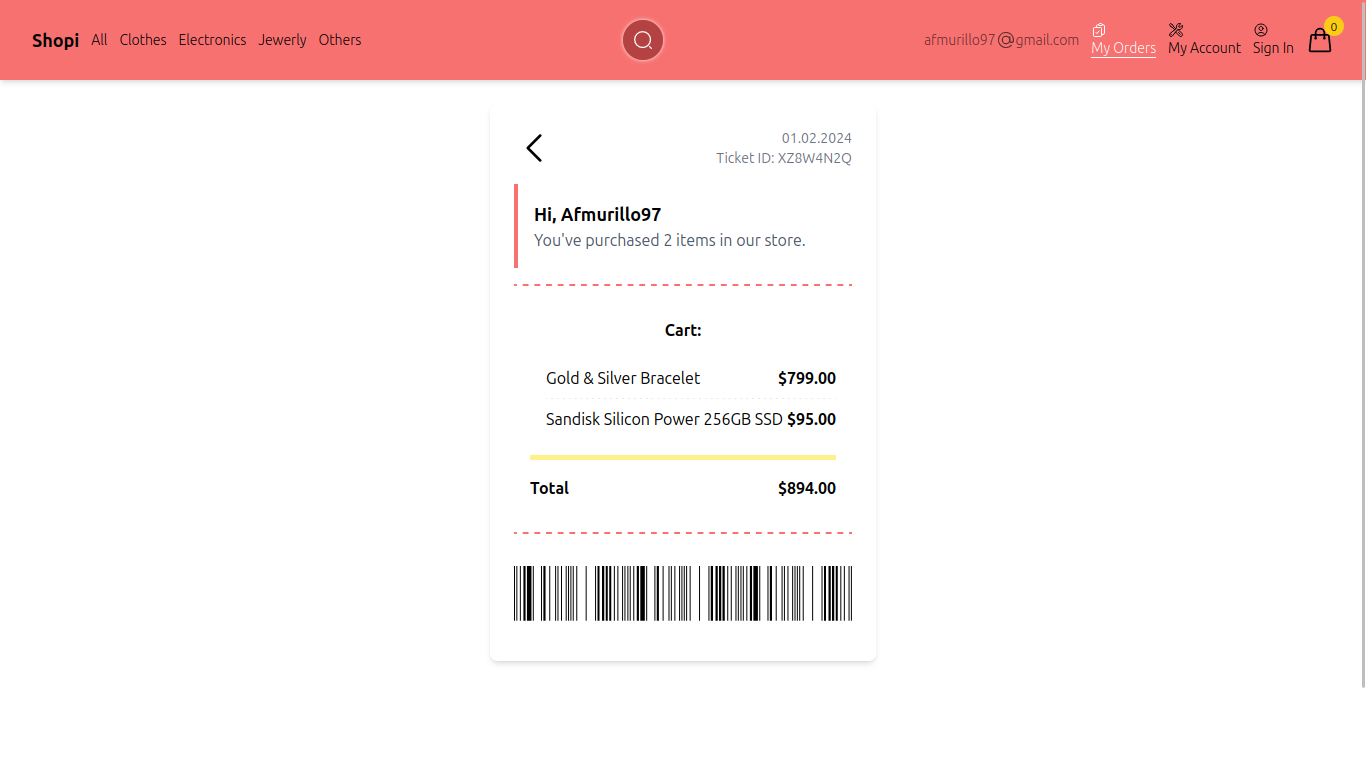 Shopi All Clothes Electronics Jewerly Others
afmurillo97@gmail.com My Orders My Account Sign In 0
01.02.2024
Ticket ID: XZ8W4N2Q
Hi, Afmurillo97
You've purchased 2 items in our store.
Cart:
Gold & Silver Bracelet $799.00
Sandisk Silicon Power 256GB SSD $95.00
Total $894.00